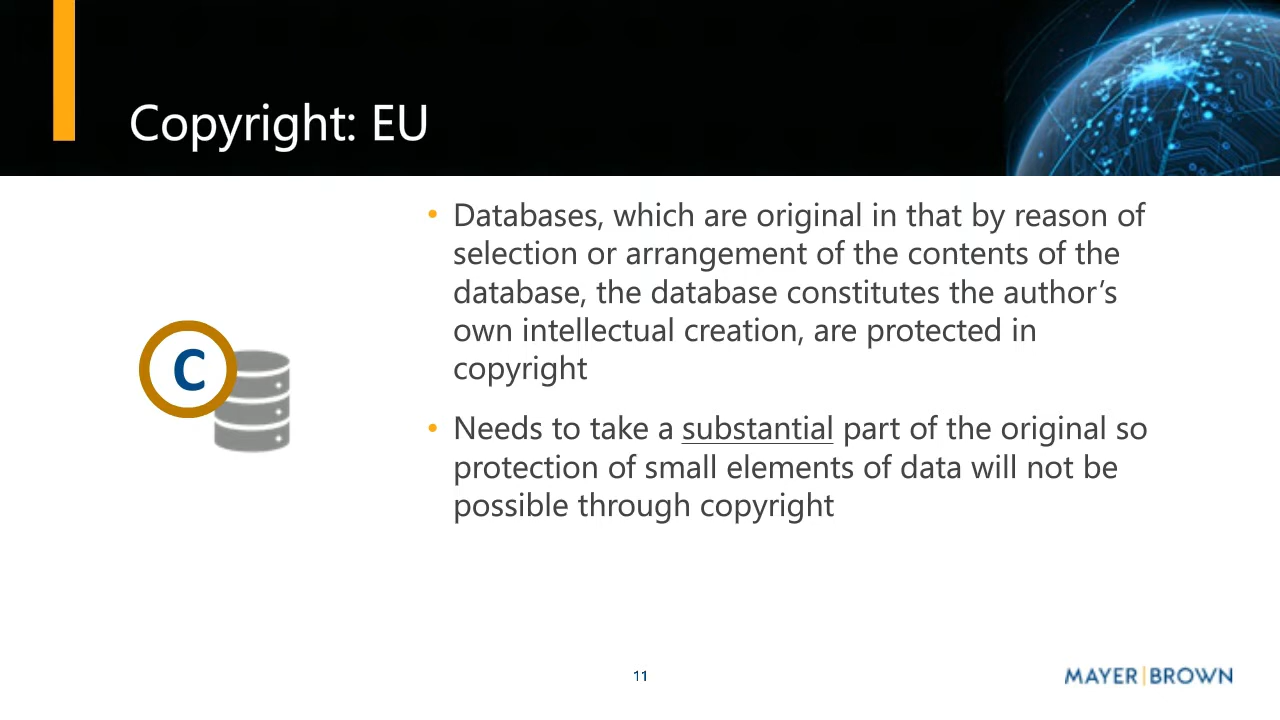 Copyright: EU
• Databases, which are original in that by reason of
selection or arrangement of the contents of the
database, the database constitutes the author’s
own intellectual creation, are protected in
copyright
C
• Needs to take a substantial part of the original so
protection of small elements of data will not be
possible through copyright
11
MAYER|BROWN